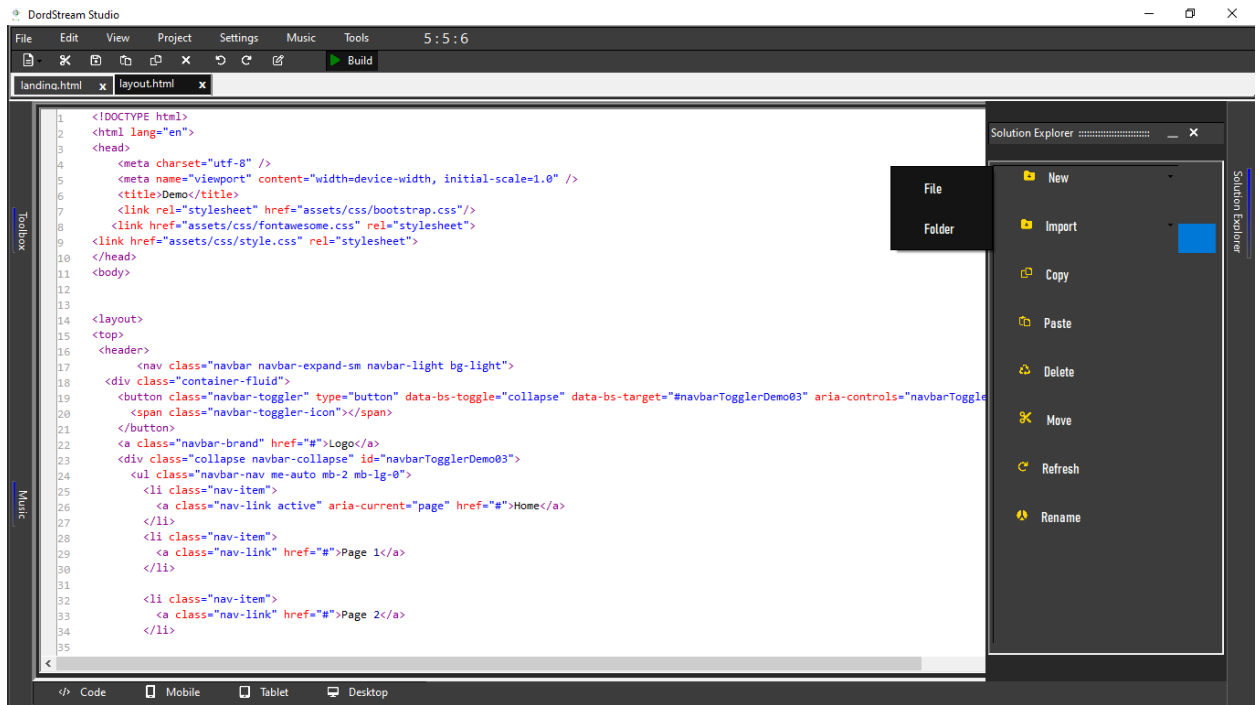 DordStream Studio
File Edit View Project Settings Music Tools 5:5:6
Build
landing.html x layout.html x
Toolbox
Music
1 <!DOCTYPE html>
2 <html lang="en">
3 <head>
4 <meta charset="utf-8" />
5 <meta name="viewport" content="width=device-width, initial-scale=1.0" />
6 <title>Demo</title>
7 <link rel="stylesheet" href="assets/css/bootstrap.css"/>
8 <link href="assets/css/fontawesome.css" rel="stylesheet">
9 <link href="assets/css/style.css" rel="stylesheet">
10 </head>
11 <body>
12
13
14 <layout>
15 <top>
16 <header>
17 <nav class="navbar navbar-expand-sm navbar-light bg-light">
18 <div class="container-fluid">
19 <button class="navbar-toggler" type="button" data-bs-toggle="collapse" data-bs-target="#navbarTogglerDemo03" aria-controls="navbarToggle
20 <span class="navbar-toggler-icon"></span>
21 </button>
22 <a class="navbar-brand" href="#">Logo</a>
23 <div class="collapse navbar-collapse" id="navbarTogglerDemo03">
24 <ul class="navbar-nav me-auto mb-2 mb-lg-0">
25 <li class="nav-item">
26 <a class="nav-link active" aria-current="page" href="#">Home</a>
27 </li>
28 <li class="nav-item">
29 <a class="nav-link" href="#">Page 1</a>
30 </li>
31
32 <li class="nav-item">
33 <a class="nav-link" href="#">Page 2</a>
34 </li>
35
File
Folder
Solution Explorer
New
Import
Copy
Paste
Delete
Move
Refresh
Rename
Solution Explorer
Code Mobile Tablet Desktop